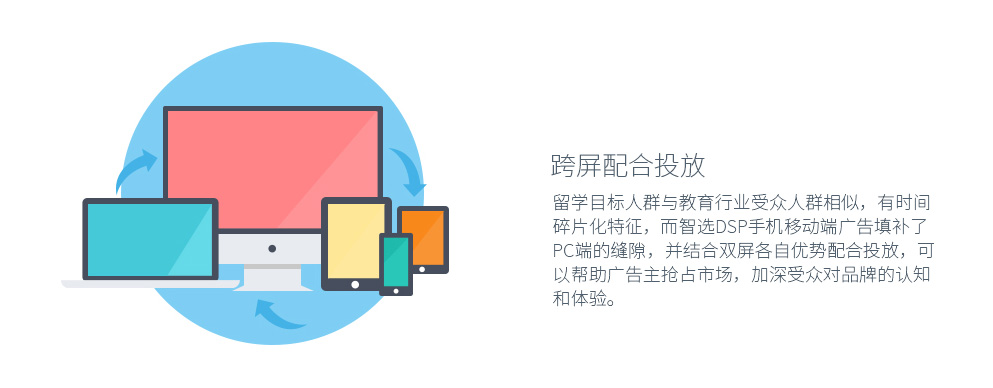 跨屏配合投放
留学目标人群与教育行业受众人群相似，有时间
碎片化特征，而智选DSP手机移动端广告填补了
PC端的缝隙，并结合双屏各自优势配合投放，可
以帮助广告主抢占市场，加深受众对品牌的认知
和体验。